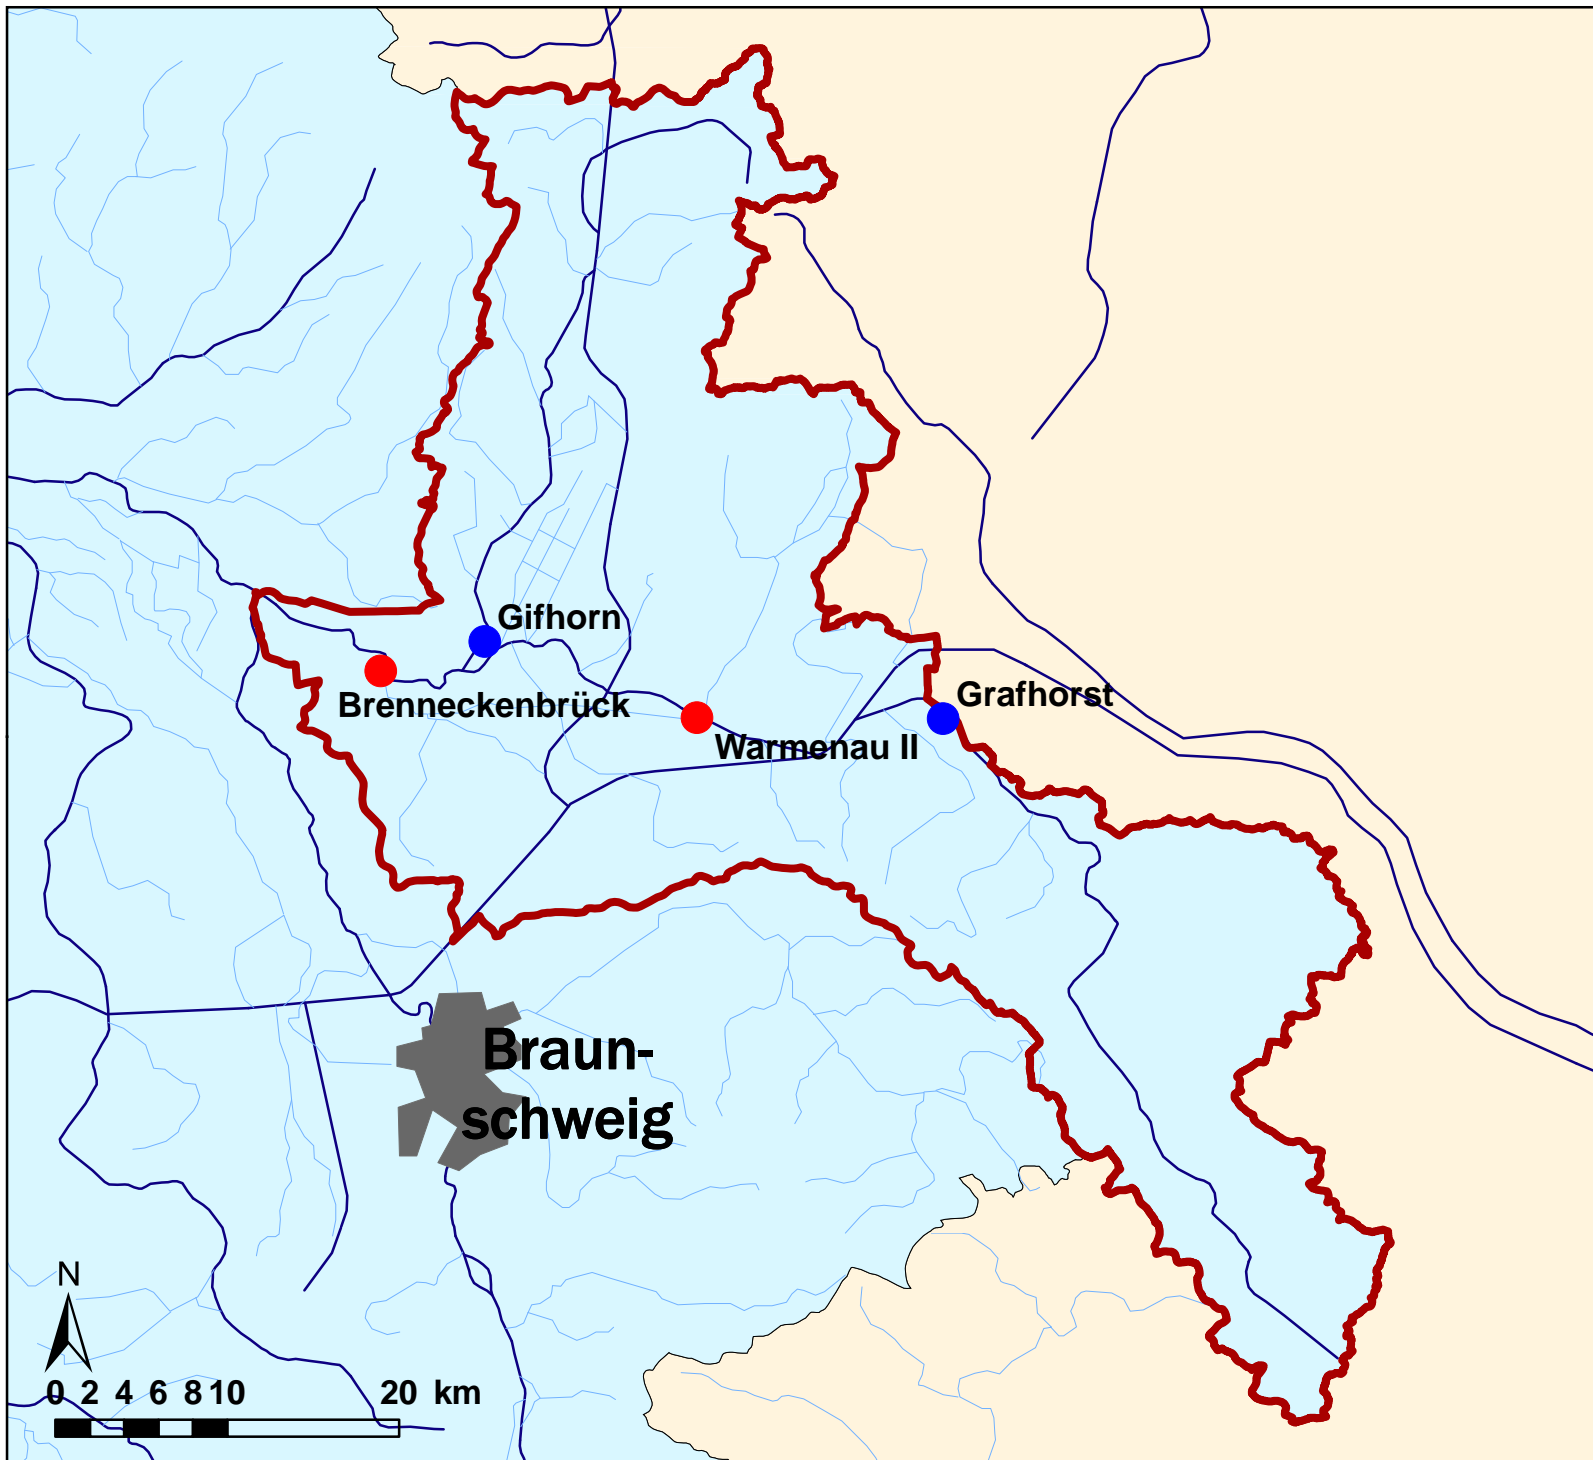 Gifhorn
Brenneckenbrück
Grafhorst
Warmenau II
Braun-
schweig
N
0 2 4 6 8 10 20 km